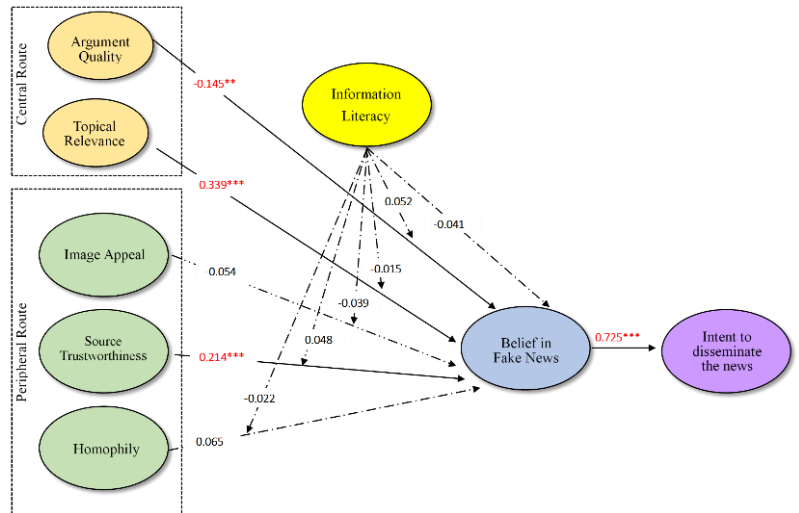 Central Route
Argument
Quality
Topical
Relevance
Peripheral Route
Image Appeal
Source
Trustworthiness
Homophily
Information
Literacy
-0.145**
0.339***
0.054
0.214***
0.065
0.052
-0.041
-0.015
-0.039
0.048
-0.022
Belief in
Fake News
0.725***
Intent to
disseminate
the news